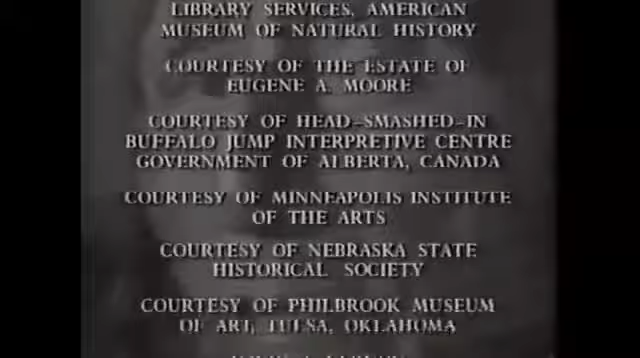 LIBRARY SERVICES, AMERICAN
MUSEUM OF NATURAL HISTORY
COURTESY OF THE ESTATE OF
EUGENE A. MOORE
COURTESY OF HEAD-SMASHED-IN
BUFFALO JUMP INTERPRETIVE CENTRE
GOVERNMENT OF ALBERTA, CANADA
COURTESY OF MINNEAPOLIS INSTITUTE
OF THE ARTS
COURTESY OF NEBRASKA STATE
HISTORICAL SOCIETY
COURTESY OF PHILBROOK MUSEUM
OF ART, TULSA, OKLAHOMA